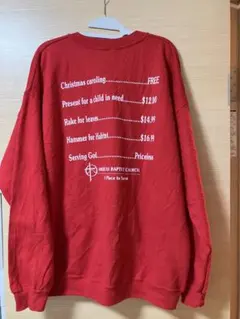 Christmas caroling..................FREE
Present for a child in need......$12.99
Rake for leaves......................$14.99
Hammer for Habitat..............$16.99
Serving God..................Priceless
BAPTIST CHURCH